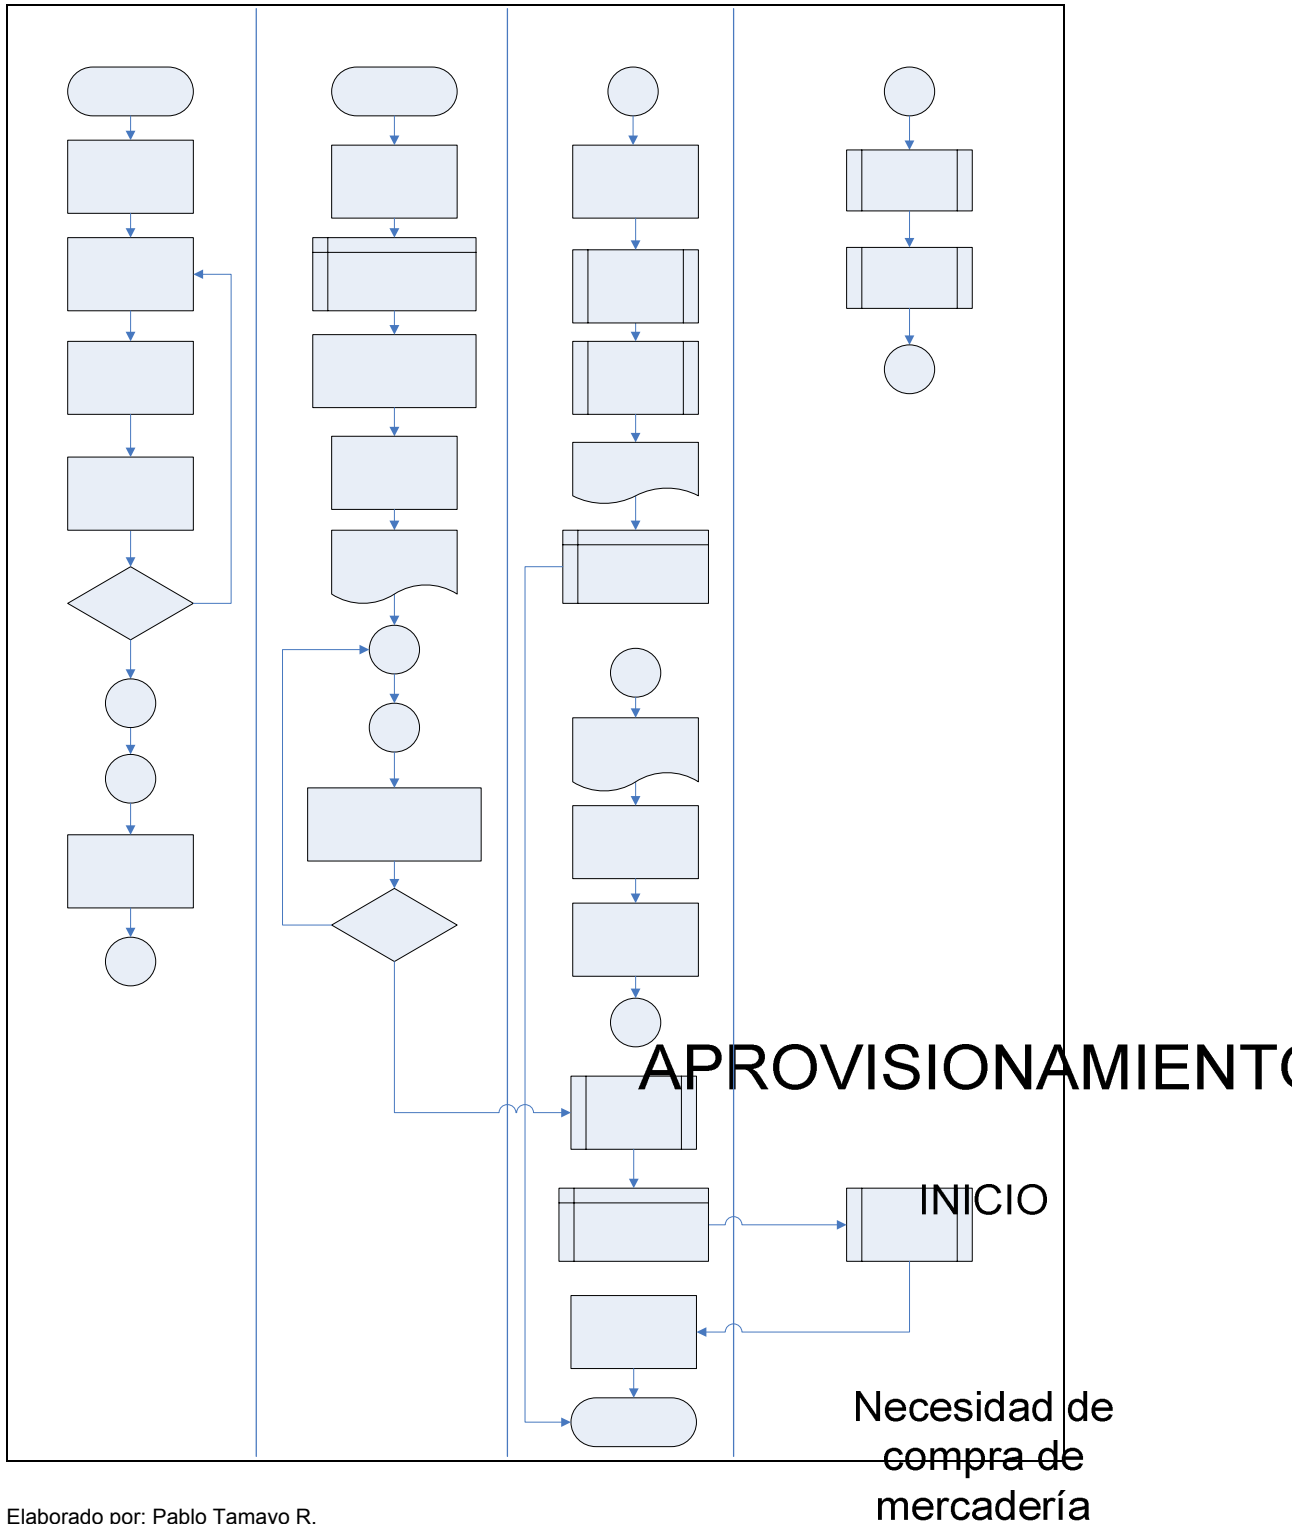 APROVISIONAMIENTO
INICIO
Necesidad de
compra de
mercadería
Elaborado por: Pablo Tamayo R.